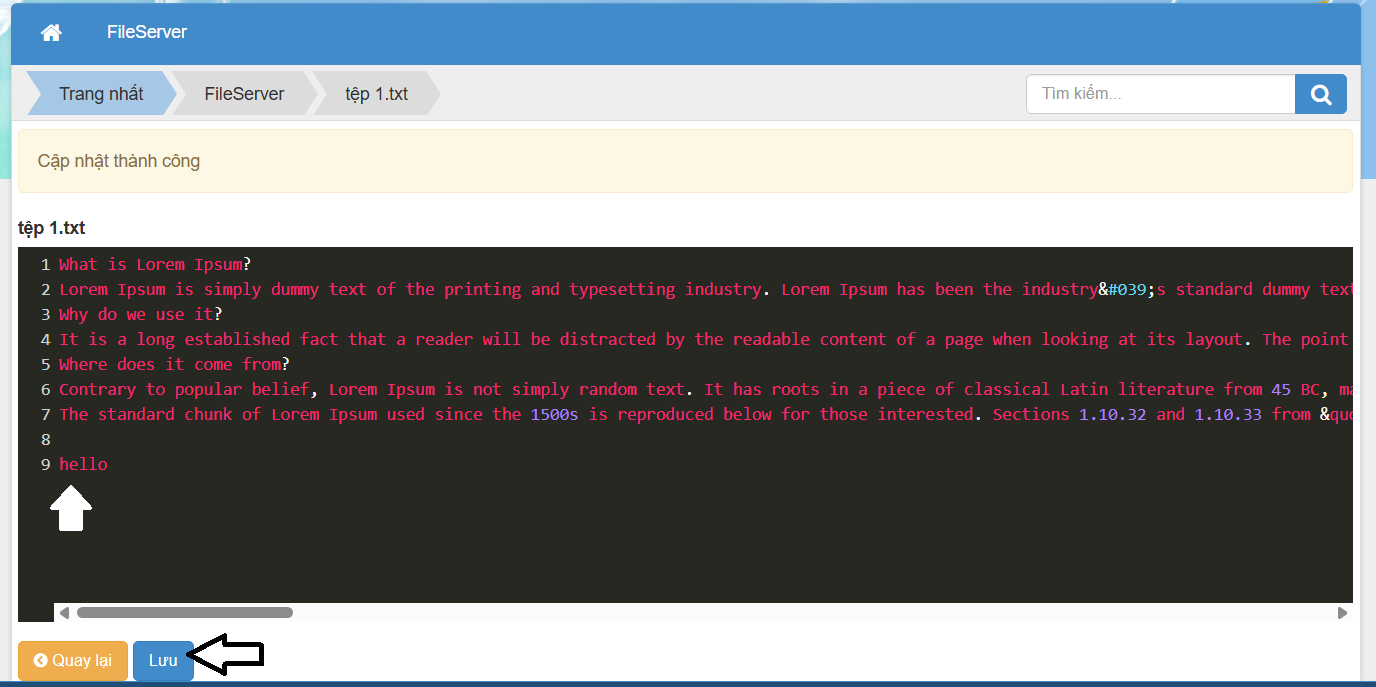 FileServer
Trang nhất FileServer tệp 1.txt Tìm kiếm...
Cập nhật thành công
tệp 1.txt
1 What is Lorem Ipsum?
2 Lorem Ipsum is simply dummy text of the printing and typesetting industry. Lorem Ipsum has been the industry&#039;s standard dummy text
3 Why do we use it?
4 It is a long established fact that a reader will be distracted by the readable content of a page when looking at its layout. The point
5 Where does it come from?
6 Contrary to popular belief, Lorem Ipsum is not simply random text. It has roots in a piece of classical Latin literature from 45 BC,
7 The standard chunk of Lorem Ipsum used since the 1500s is reproduced below for those interested. Sections 1.10.32 and 1.10.33 from
8
9 hello
Quay lại Lưu